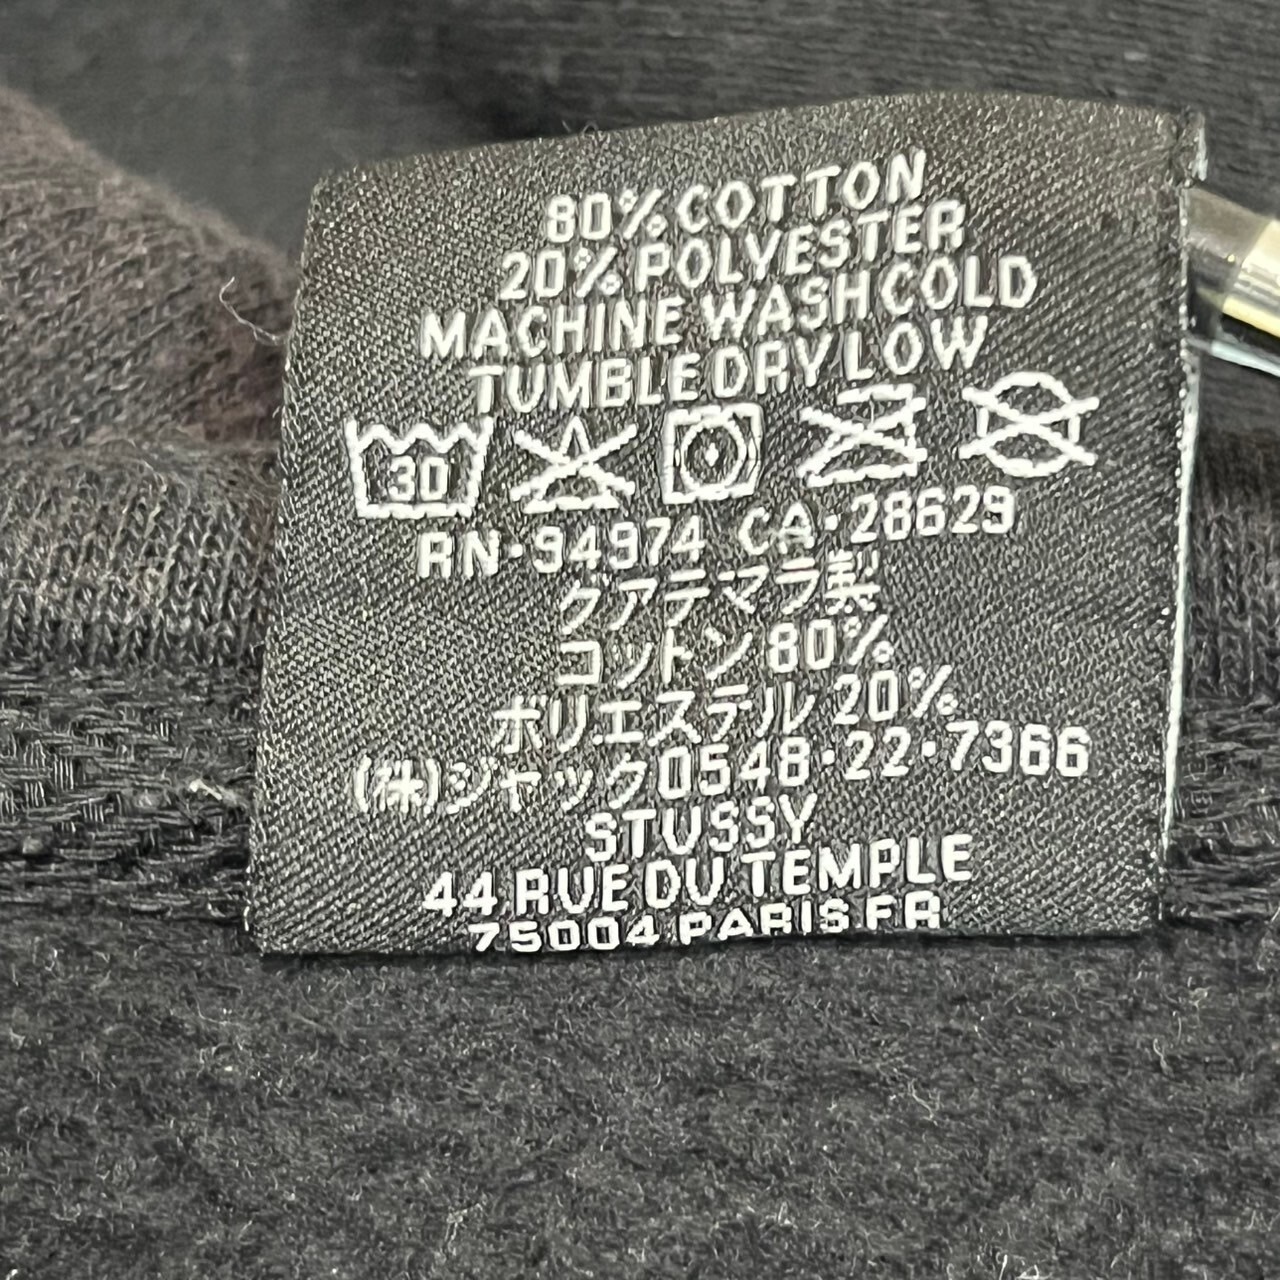 80% COTTON
20% POLYESTER
MACHINE WASH COLD
TUMBLE DRY LOW
30
RN·94974 CA·28629
グアテマラ製
コットン 80%
ポリエステル 20%
(株)ジャック0548·22·7366
STUSSY
44 RUE DU TEMPLE
75004 PARIS FR